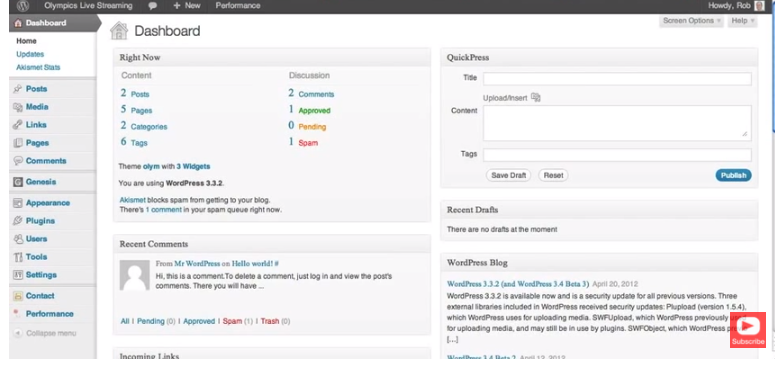 Olympics Live Streaming + New Performance Howdy, Rob
Dashboard
Home
Updates
Akismet Stats
Posts
Media
Links
Pages
Comments
Genesis
Appearance
Plugins
Users
Tools
Settings
Contact
Performance
Collapse menu
Screen Options Help
Dashboard
Right Now
Content Discussion
2 Posts 2 Comments
5 Pages 1 Approved
2 Categories 0 Pending
6 Tags 1 Spam
Theme olym with 3 Widgets
You are using WordPress 3.3.2.
Akismet blocks spam from getting to your blog.
There's 1 comment in your spam queue right now.
Recent Comments
From Mr WordPress on Hello world! #
Hi, this is a comment.To delete a comment, just log in and view the post's
comments. There you will have ...
All | Pending (0) | Approved | Spam (1) | Trash (0)
Incoming Links
QuickPress
Title
Upload/Insert
Content
Tags
Save Draft Reset Publish
Recent Drafts
There are no drafts at the moment
WordPress Blog
WordPress 3.3.2 (and WordPress 3.4 Beta 3) April 20, 2012
WordPress 3.3.2 is available now and is a security update for all previous versions. Three
external libraries included in WordPress received security updates: Plupload (version 1.5.4),
which WordPress uses for uploading media. SWFUpload, which WordPress previously used
for uploading media, and may still be in use by plugins. SWFObject, which WordPress
[...]
WordPress 3.4 Beta 2 April 12, 2012
Subscribe